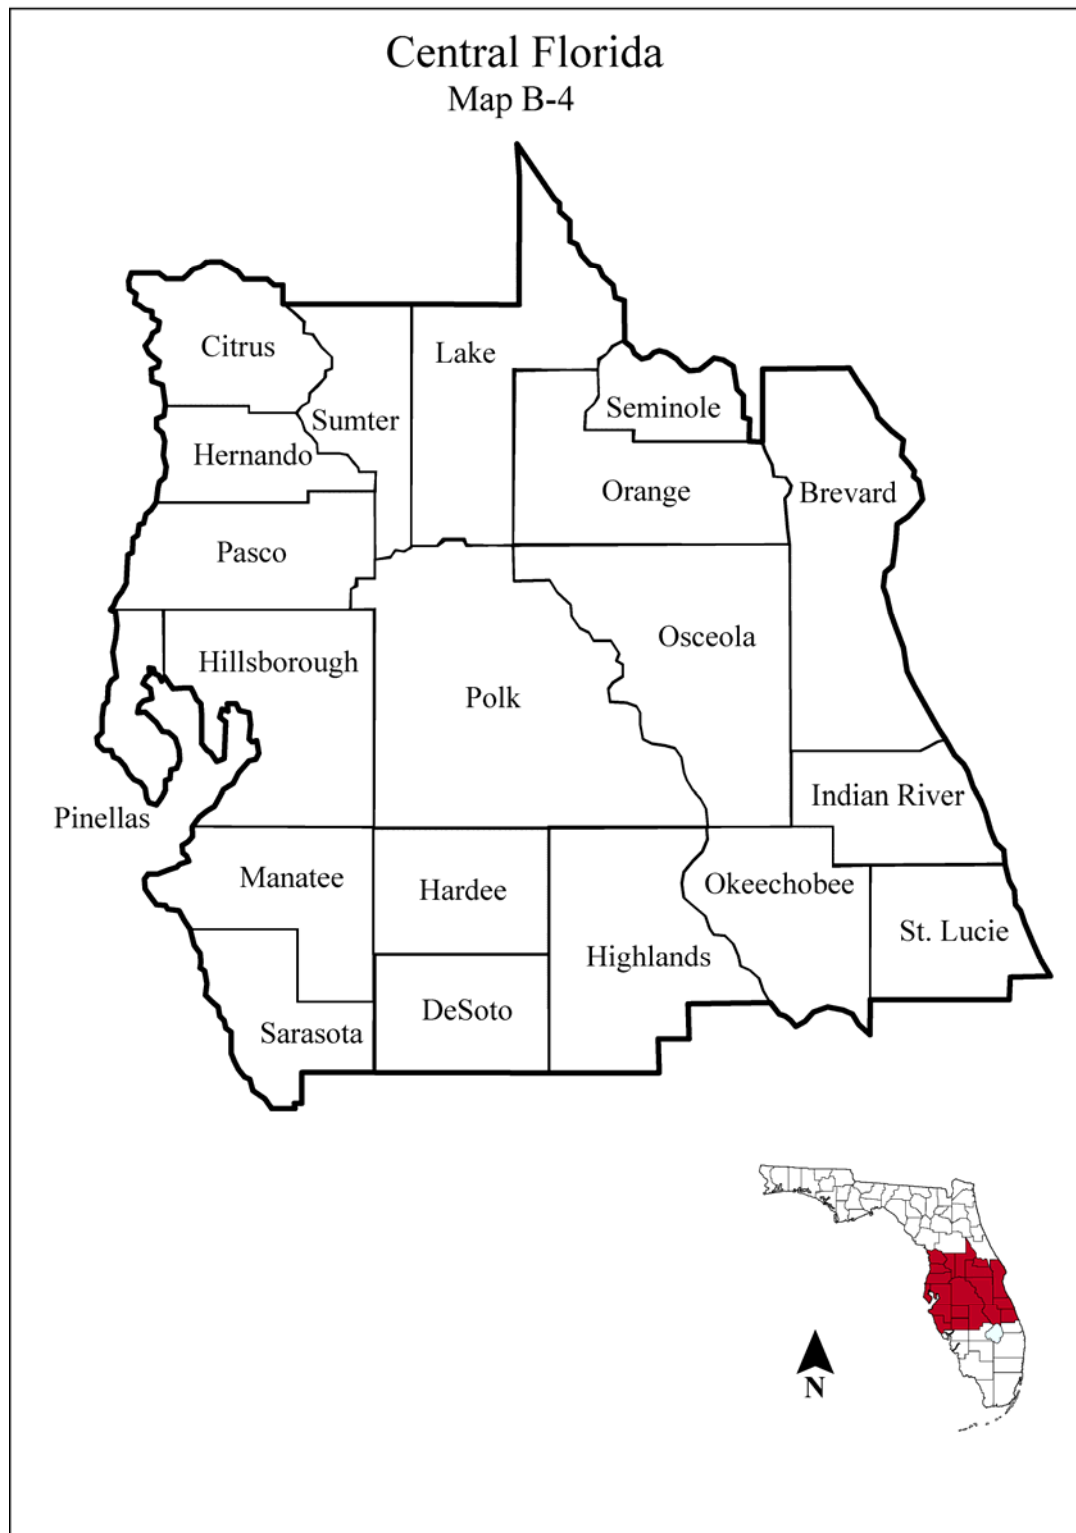 Central Florida
Map B-4
Citrus
Lake
Seminole
Sumter
Hernando
Orange
Brevard
Pasco
Osceola
Hillsborough
Polk
Indian River
Pinellas
Manatee
Hardee
Okeechobee
St. Lucie
Highlands
DeSoto
Sarasota
N